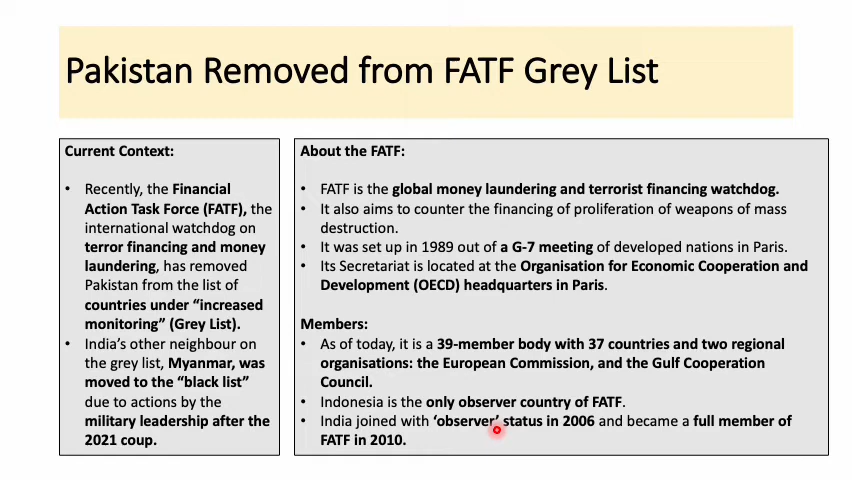 Pakistan Removed from FATF Grey List
Current Context:
• Recently, the Financial
Action Task Force (FATF), the
international watchdog on
terror financing and money
laundering, has removed
Pakistan from the list of
countries under “increased
monitoring” (Grey List).
• India’s other neighbour on
the grey list, Myanmar, was
moved to the “black list”
due to actions by the
military leadership after the
2021 coup.
About the FATF:
• FATF is the global money laundering and terrorist financing watchdog.
• It also aims to counter the financing of proliferation of weapons of mass
destruction.
• It was set up in 1989 out of a G-7 meeting of developed nations in Paris.
• Its Secretariat is located at the Organisation for Economic Cooperation and
Development (OECD) headquarters in Paris.
Members:
• As of today, it is a 39-member body with 37 countries and two regional
organisations: the European Commission, and the Gulf Cooperation
Council.
• Indonesia is the only observer country of FATF.
• India joined with ‘observer’ status in 2006 and became a full member of
FATF in 2010.